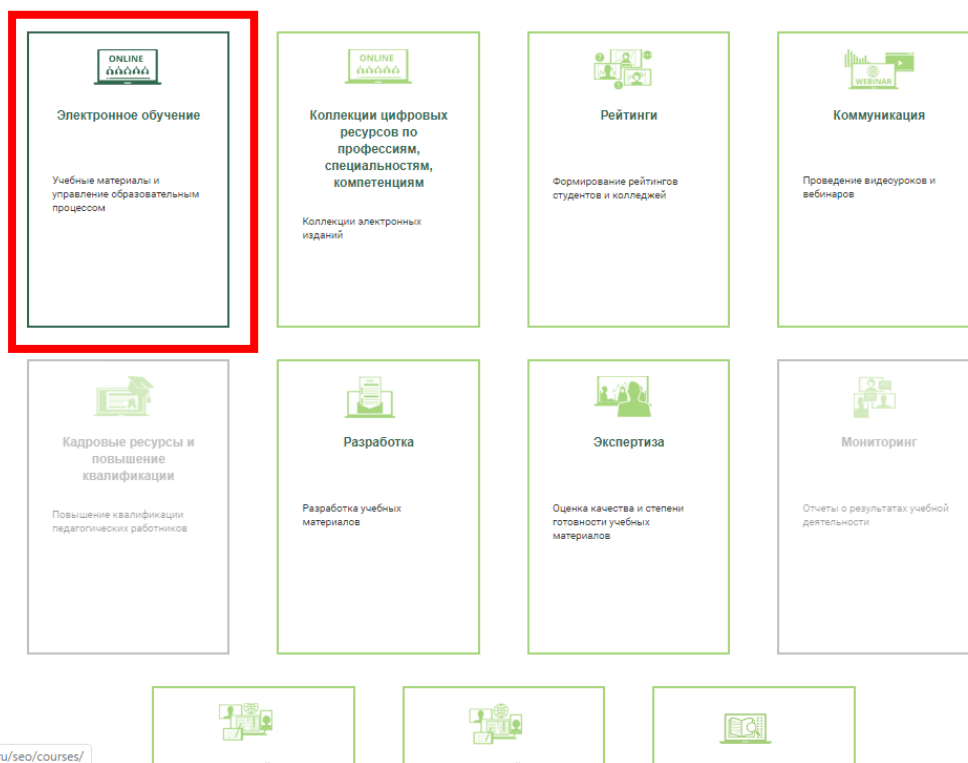 ONLINE
Электронное обучение
Учебные материалы и
управление образовательным
процессом
ONLINE
Коллекции цифровых
ресурсов по
профессиям,
специальностям,
компетенциям
Коллекции электронных
изданий
Рейтинги
Формирование рейтингов
студентов и колледжей
WEBINAR
Коммуникация
Проведение видеоуроков и
вебинаров
Кадровые ресурсы и
повышение
квалификации
Повышение квалификации
педагогических работников
Разработка
Разработка учебных
материалов
Экспертиза
Оценка качества и степени
готовности учебных
материалов
Мониторинг
Отчеты о результатах учебной
деятельности
ru/seo/courses/